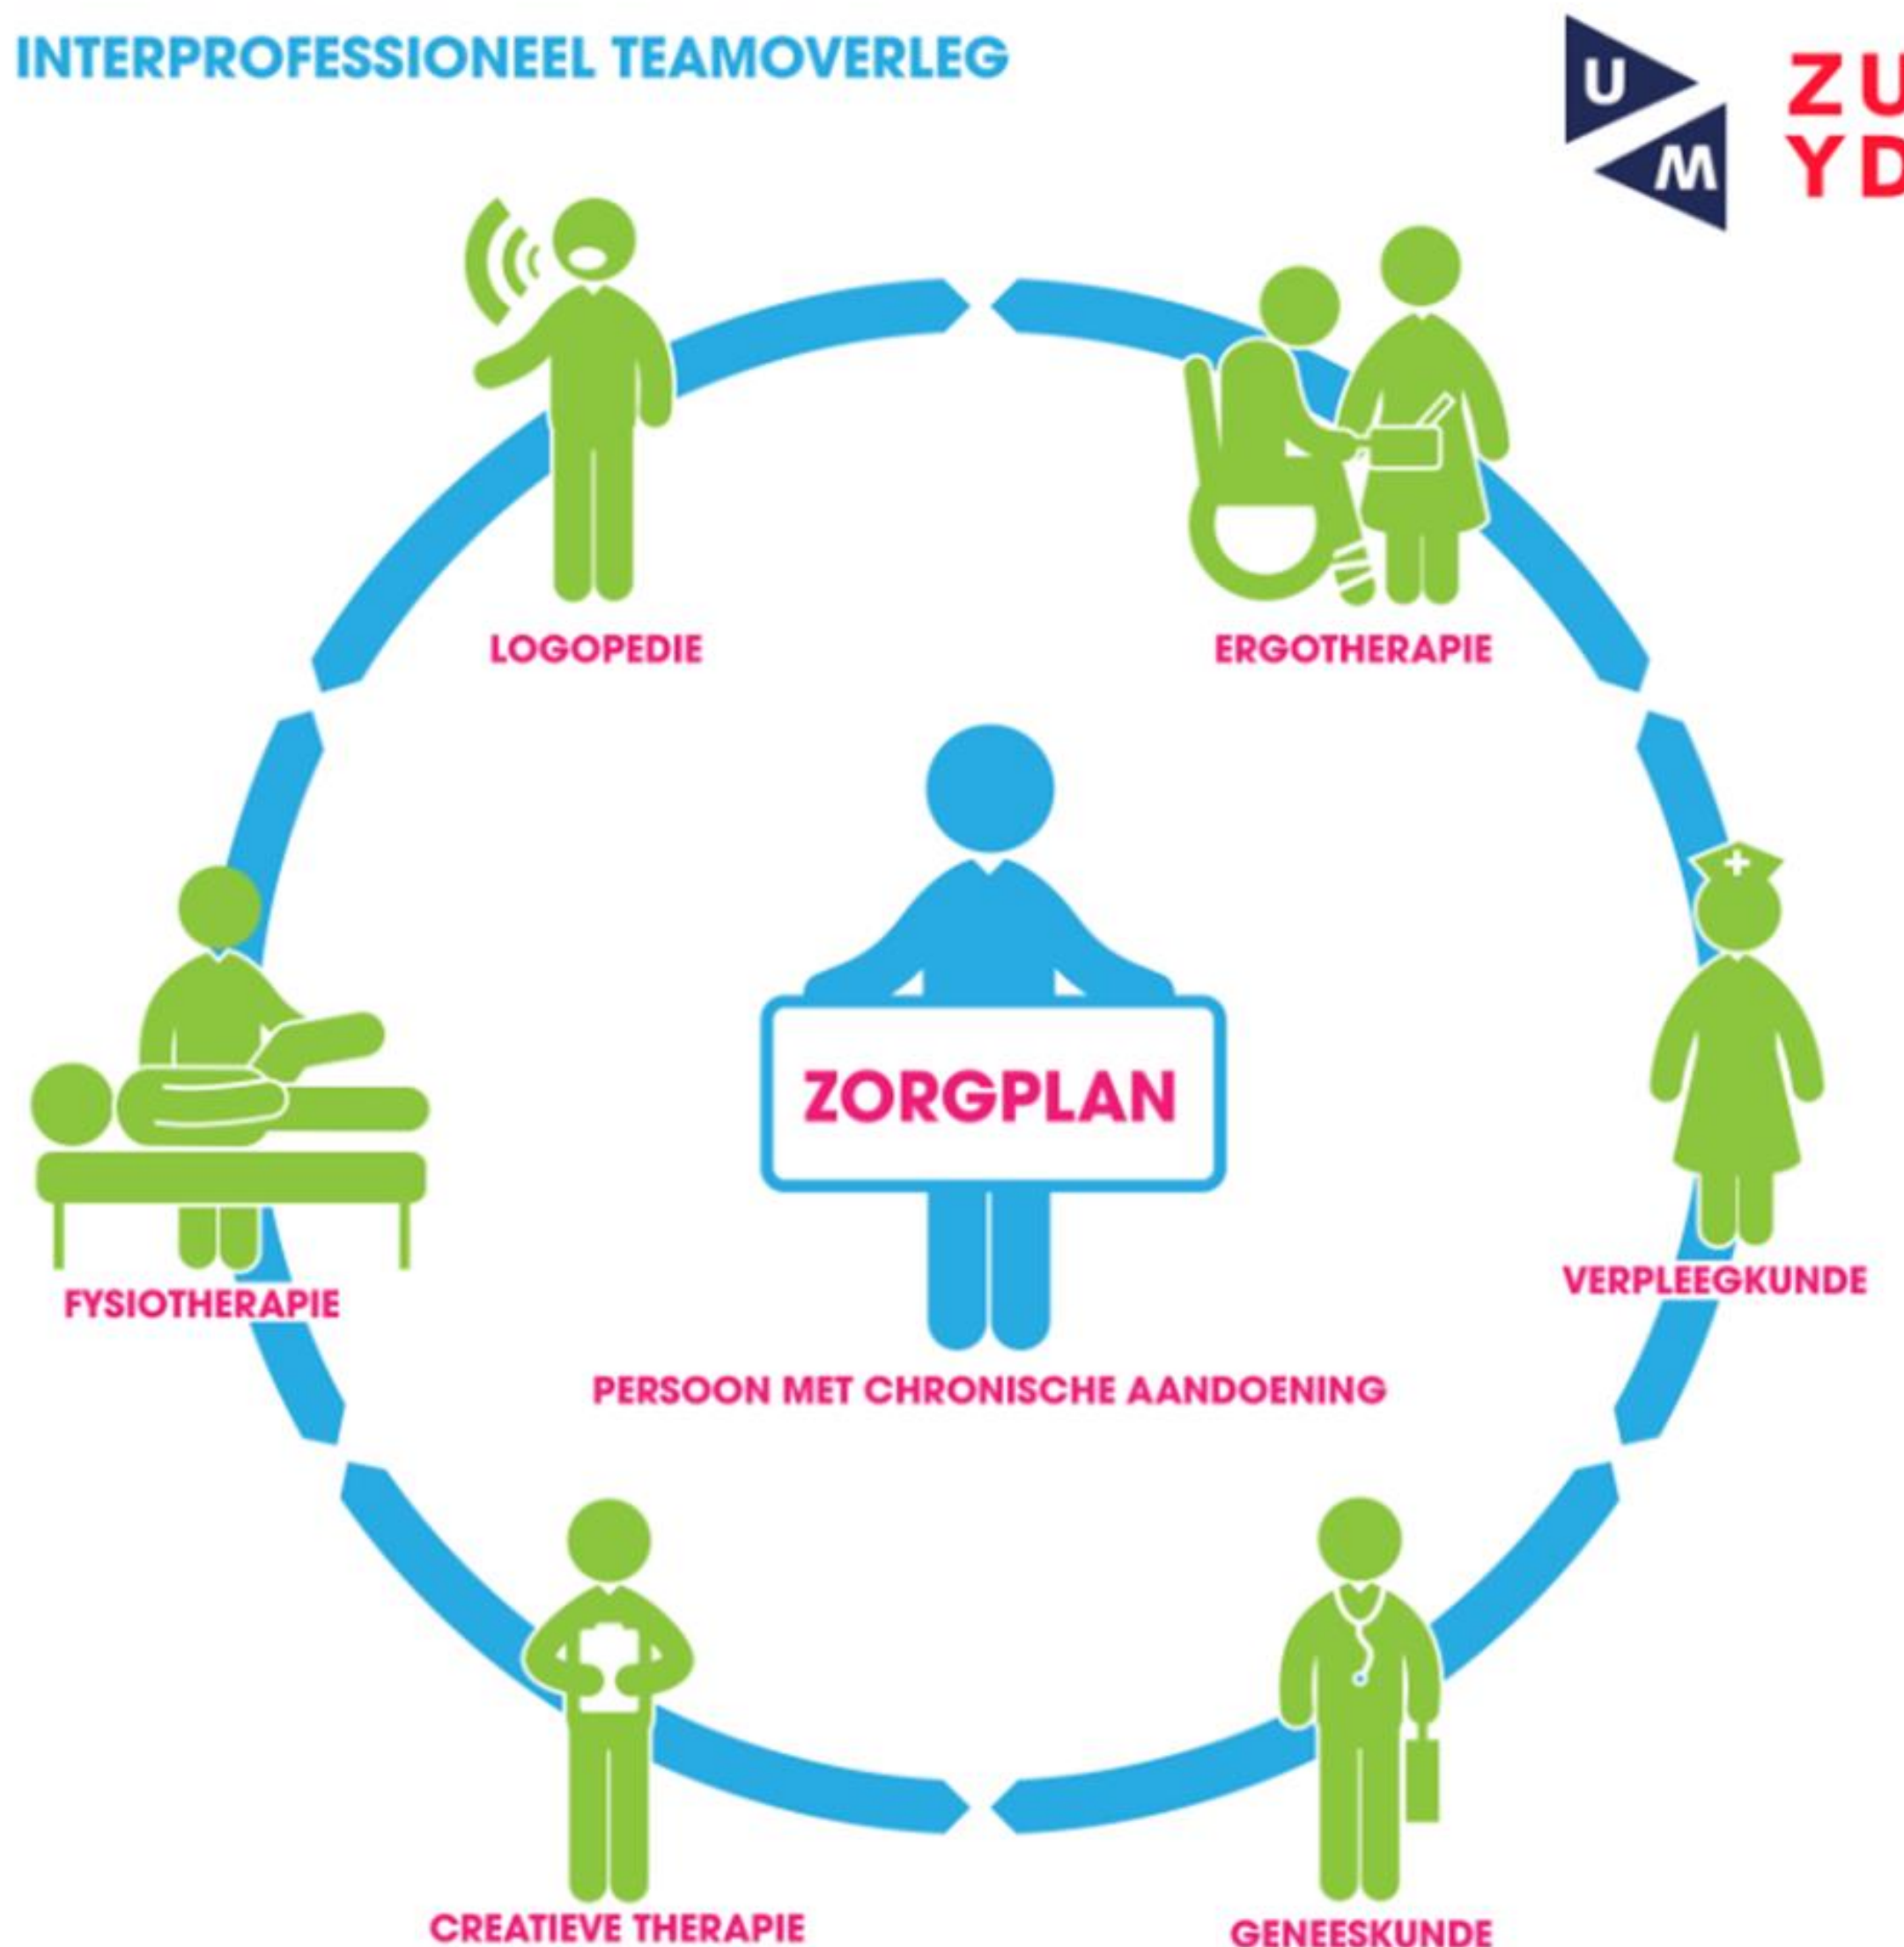 INTERPROFESSIONEEL TEAMOVERLEG
U
M
ZU
YD
LOGOPEDIE
ERGOTHERAPIE
ZORGPLAN
FYSIOTHERAPIE
VERPLEEGKUNDE
PERSOON MET CHRONISCHE AANDOENING
CREATIEVE THERAPIE
GENEESKUNDE